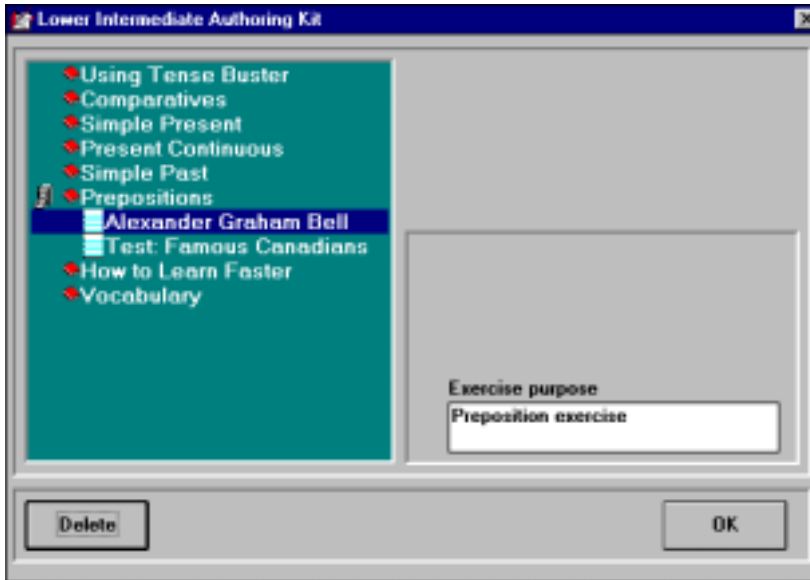 Lower Intermediate Authoring Kit
Using Tense Buster
Comparatives
Simple Present
Present Continuous
Simple Past
Prepositions
Alexander Graham Bell
Test: Famous Canadians
How to Learn Faster
Vocabulary
Exercise purpose
Preposition exercise
Delete
OK